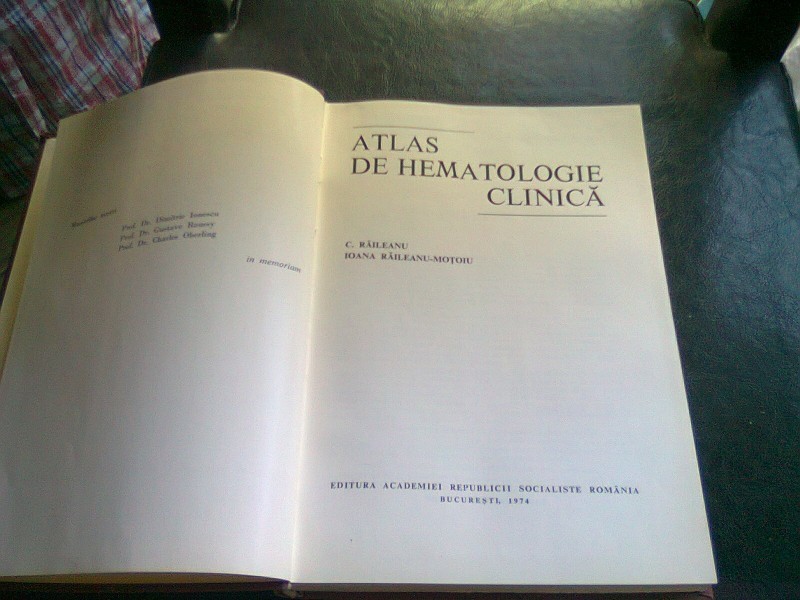 Prof. Dr. Dimitrie Ionescu
Prof. Dr. Gustave Roussy
Prof. Dr. Charles Oberling
in memoriam
ATLAS
DE HEMATOLOGIE
CLINICĂ
C. RĂILEANU
IOANA RĂILEANU-MOȚOIU
EDITURA ACADEMIEI REPUBLICII SOCIALISTE ROMÂNIA
BUCUREȘTI, 1974